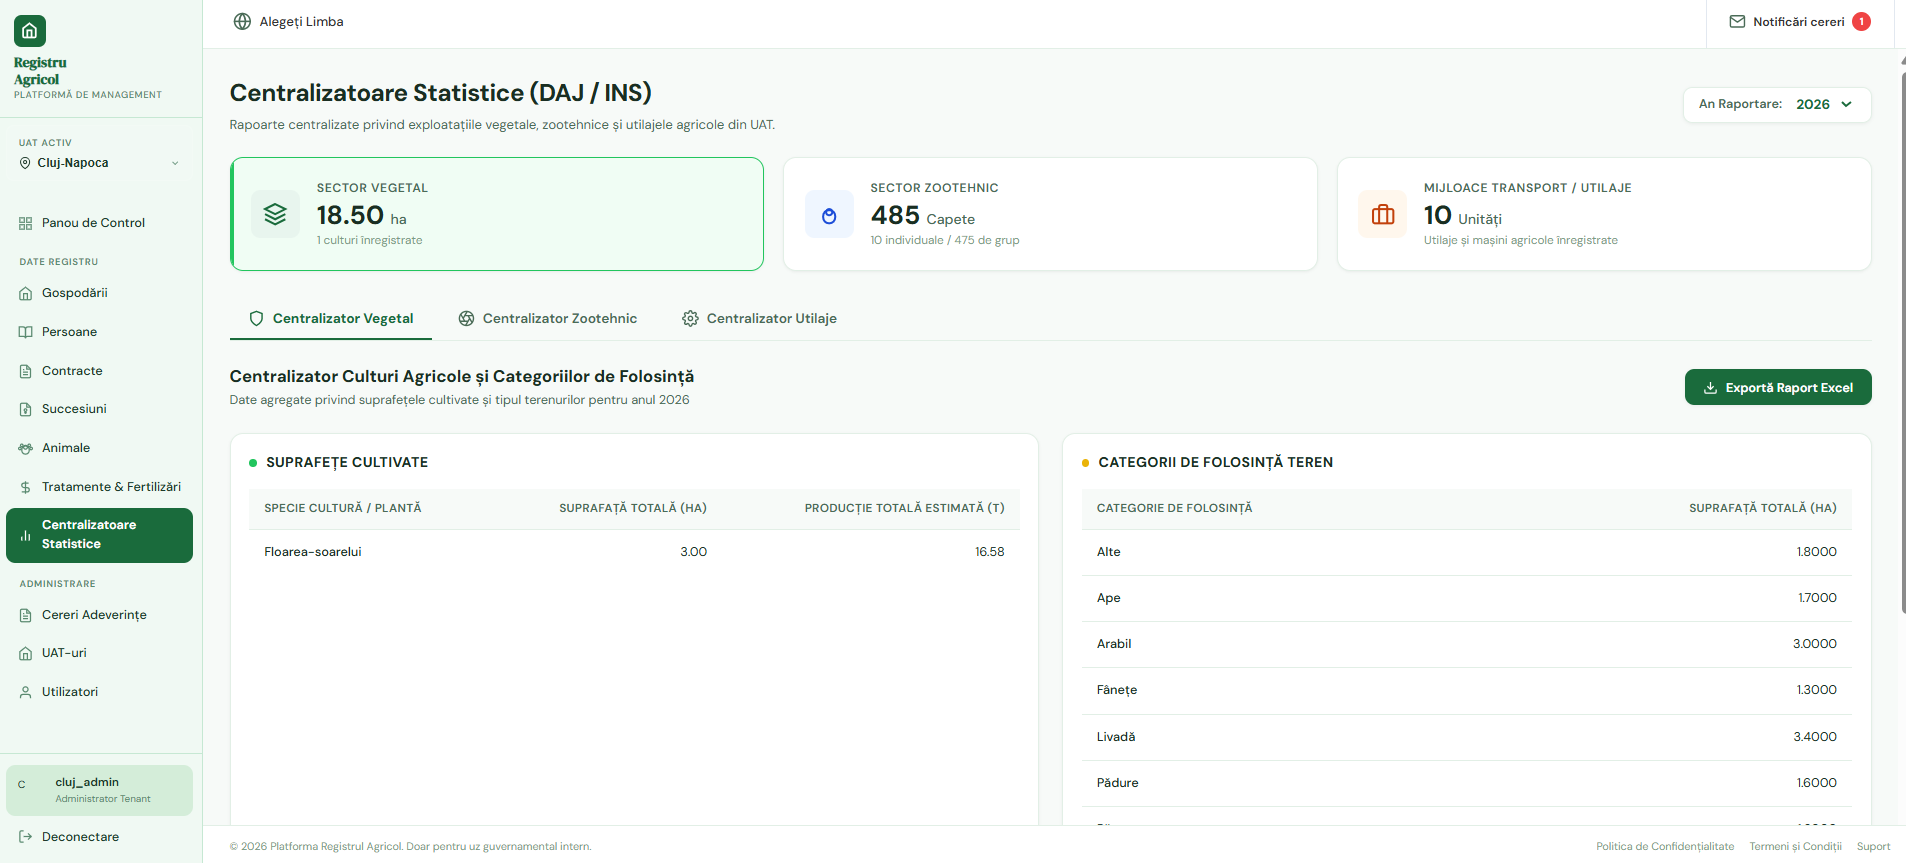 Registru
Agricol
PLATFORMĂ DE MANAGEMENT
UAT ACTIV
Cluj-Napoca
Panou de Control
DATE REGISTRU
Gospodării
Persoane
Contracte
Succesiuni
Animale
Tratamente & Fertilizări
Centralizatoare
Statistice
ADMINISTRARE
Cereri Adeverințe
UAT-uri
Utilizatori
C
cluj_admin
Administrator Tenant
Deconectare
Alegeți Limba
Notificări cereri 1
Centralizatoare Statistice (DAJ / INS)
Rapoarte centralizate privind exploatațiile vegetale, zootehnice și utilajele agricole din UAT.
An Raportare: 2026
SECTOR VEGETAL
18.50 ha
1 culturi înregistrate
SECTOR ZOOTEHNIC
485 Capete
10 individuale / 475 de grup
MIJLOACE TRANSPORT / UTILAJE
10 Unități
Utilaje și mașini agricole înregistrate
Centralizator Vegetal
Centralizator Zootehnic
Centralizator Utilaje
Centralizator Culturi Agricole și Categoriilor de Folosință
Date agregate privind suprafețele cultivate și tipul terenurilor pentru anul 2026
Exportă Raport Excel
SUPRAFEȚE CULTIVATE
SPECIE CULTURĂ / PLANTĂ SUPRAFAȚĂ TOTALĂ (HA) PRODUCȚIE TOTALĂ ESTIMATĂ (T)
Floarea-soarelui 3.00 16.58
CATEGORII DE FOLOSINȚĂ TEREN
CATEGORIE DE FOLOSINȚĂ SUPRAFAȚĂ TOTALĂ (HA)
Alte 1.8000
Ape 1.7000
Arabil 3.0000
Fânețe 1.3000
Livadă 3.4000
Pădure 1.6000
© 2026 Platforma Registrul Agricol. Doar pentru uz guvernamental intern.
Politica de Confidențialitate Termeni și Condiții Suport